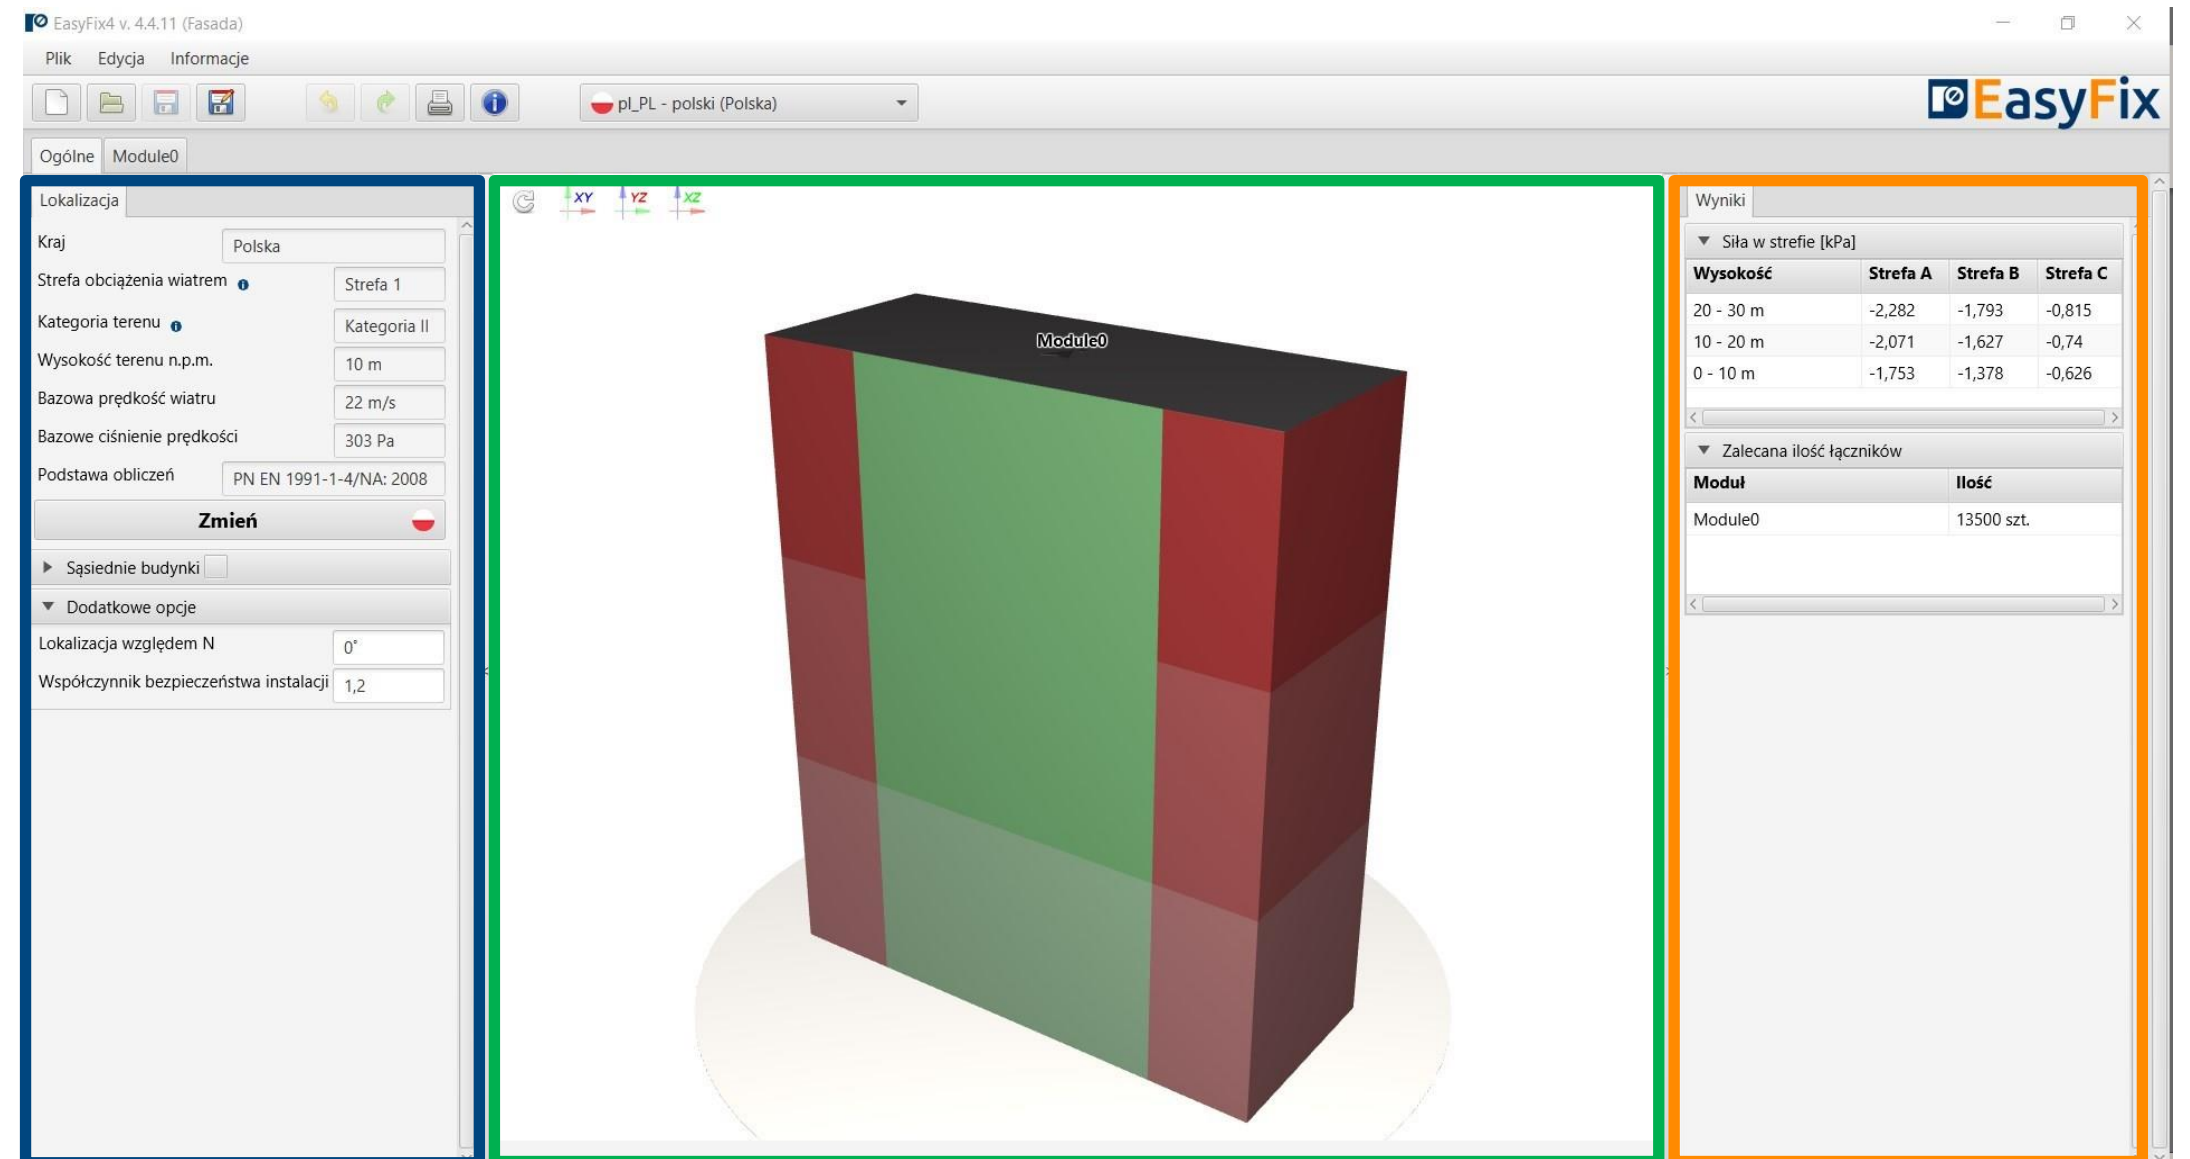 EasyFix4 v. 4.4.11 (Fasada)
Plik Edycja Informacje
pl_PL - polski (Polska)
EasyFix
Ogólne Module0
Lokalizacja
Kraj Polska
Strefa obciążenia wiatrem Strefa 1
Kategoria terenu Kategoria II
Wysokość terenu n.p.m. 10 m
Bazowa prędkość wiatru 22 m/s
Bazowe ciśnienie prędkości 303 Pa
Podstawa obliczeń PN EN 1991-1-4/NA: 2008
Zmień
Sąsiednie budynki
Dodatkowe opcje
Lokalizacja względem N 0°
Współczynnik bezpieczeństwa instalacji 1,2
XY YZ XZ
Module0
Wyniki
Siła w strefie [kPa]
Wysokość Strefa A Strefa B Strefa C
20 - 30 m -2,282 -1,793 -0,815
10 - 20 m -2,071 -1,627 -0,74
0 - 10 m -1,753 -1,378 -0,626
Zalecana ilość łączników
Moduł Ilość
Module0 13500 szt.